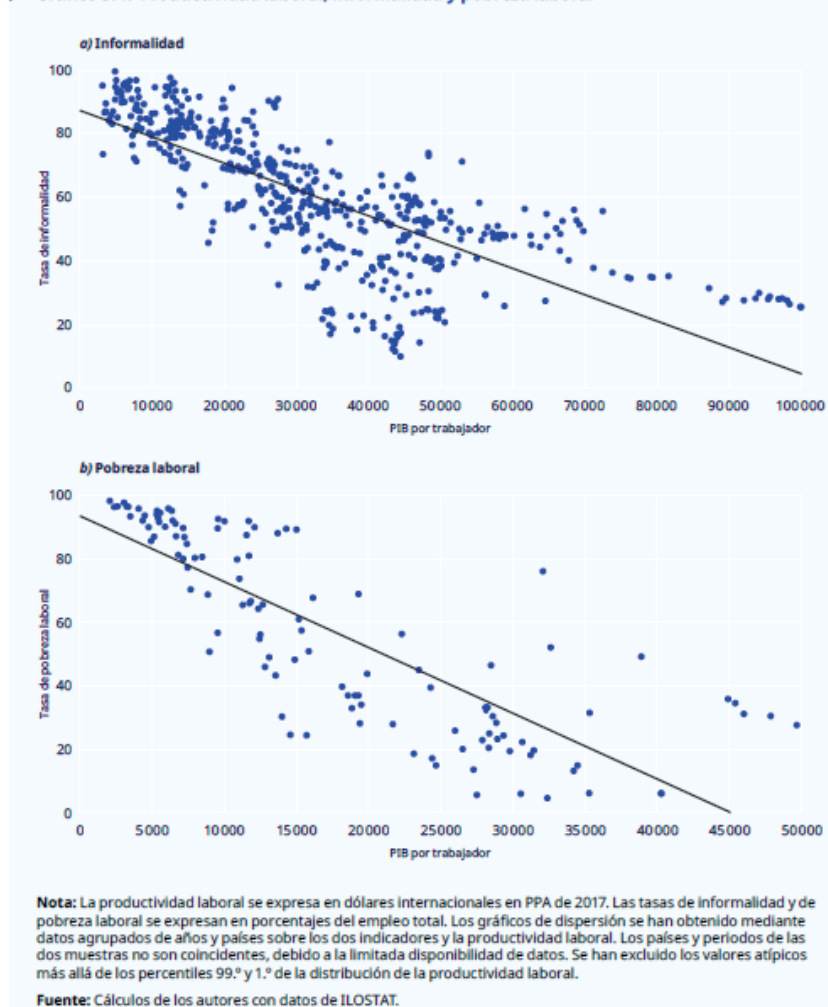 a) Informalidad
100
80
60
40
20
0
Tasa de informalidad
0 10000 20000 30000 40000 50000 60000 70000 80000 90000 100000
PIB por trabajador
b) Pobreza laboral
100
80
60
40
20
0
Tasa de pobreza laboral
0 5000 10000 15000 20000 25000 30000 35000 40000 45000 50000
PIB por trabajador
Nota: La productividad laboral se expresa en dólares internacionales en PPA de 2017. Las tasas de informalidad y de
pobreza laboral se expresan en porcentajes del empleo total. Los gráficos de dispersión se han obtenido mediante
datos agrupados de años y países sobre los dos indicadores y la productividad laboral. Los países y periodos de las
dos muestras no son coincidentes, debido a la limitada disponibilidad de datos. Se han excluido los valores atípicos
más allá de los percentiles 99.º y 1.º de la distribución de la productividad laboral.
Fuente: Cálculos de los autores con datos de ILOSTAT.